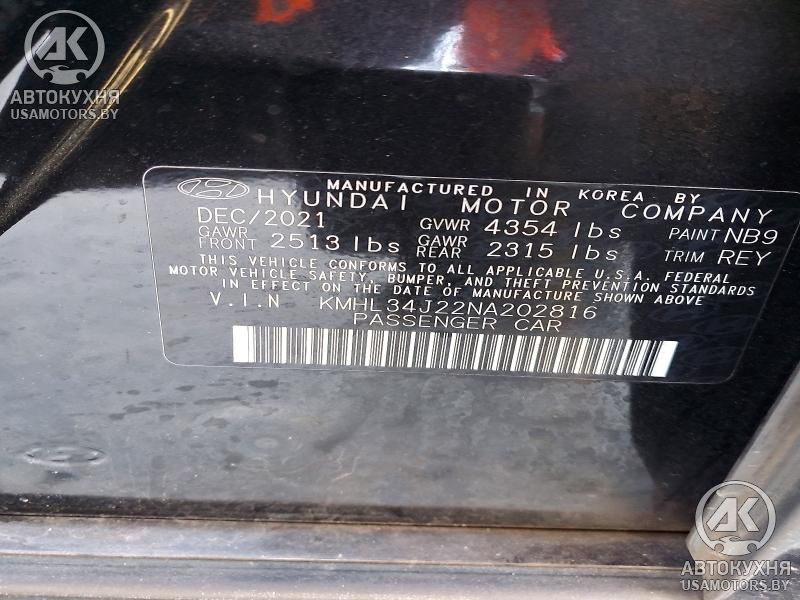 AK
АВТОКУХНЯ
USAMOTORS.BY
MANUFACTURED IN KOREA BY
HYUNDAI MOTOR COMPANY
DEC/2021 GVWR 4354 lbs PAINT NB9
GAWR FRONT 2513 lbs GAWR REAR 2315 lbs TRIM REY
THIS VEHICLE CONFORMS TO ALL APPLICABLE U.S.A. FEDERAL
MOTOR VEHICLE SAFETY, BUMPER, AND THEFT PREVENTION STANDARDS
IN EFFECT ON THE DATE OF MANUFACTURE SHOWN ABOVE
V.I.N KMHL34J22NA202816
PASSENGER CAR
AK
АВТОКУХНЯ
USAMOTORS.BY